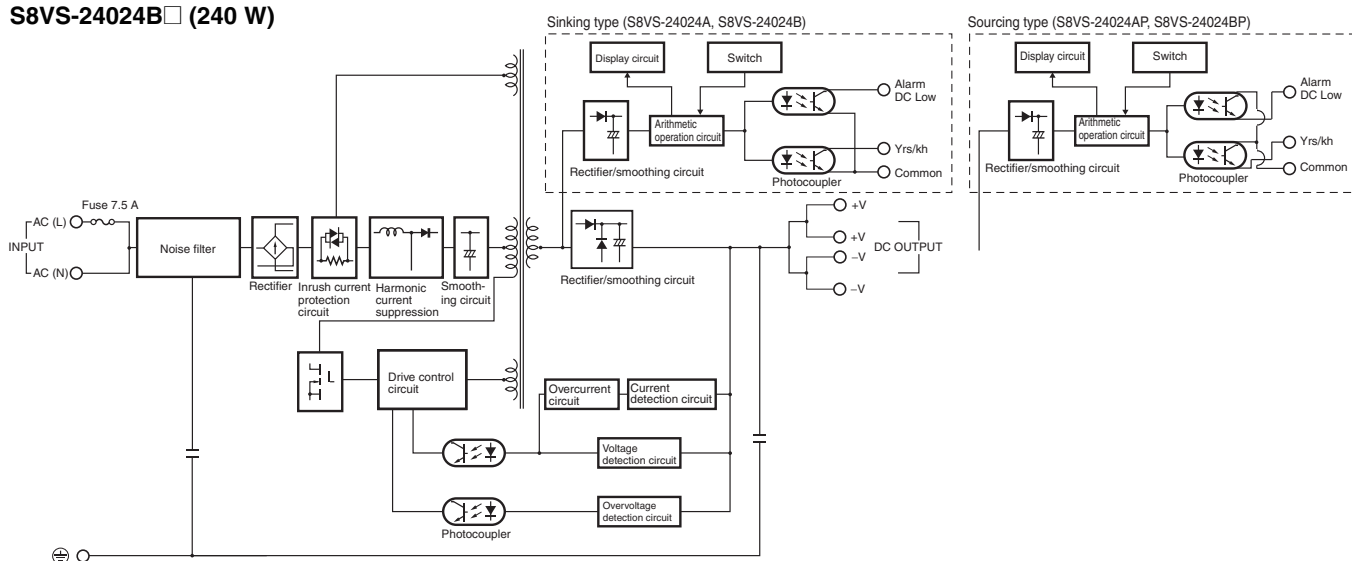 S8VS-24024B□ (240 W)
Sinking type (S8VS-24024A, S8VS-24024B)
Display circuit
Switch
Arithmetic
operation circuit
Rectifier/smoothing circuit
Photocoupler
Alarm
DC Low
Yrs/kh
Common
Sourcing type (S8VS-24024AP, S8VS-24024BP)
Display circuit
Switch
Arithmetic
operation circuit
Rectifier/smoothing circuit
Photocoupler
Alarm
DC Low
Yrs/kh
Common
Fuse 7.5 A
AC (L)
INPUT
AC (N)
Noise filter
Rectifier
Inrush current
protection
circuit
Harmonic
current
suppression
Smooth-
ing circuit
Rectifier/smoothing circuit
+V
+V
DC OUTPUT
–V
–V
Drive control
circuit
Overcurrent
circuit
Current
detection circuit
Voltage
detection circuit
Overvoltage
detection circuit
Photocoupler